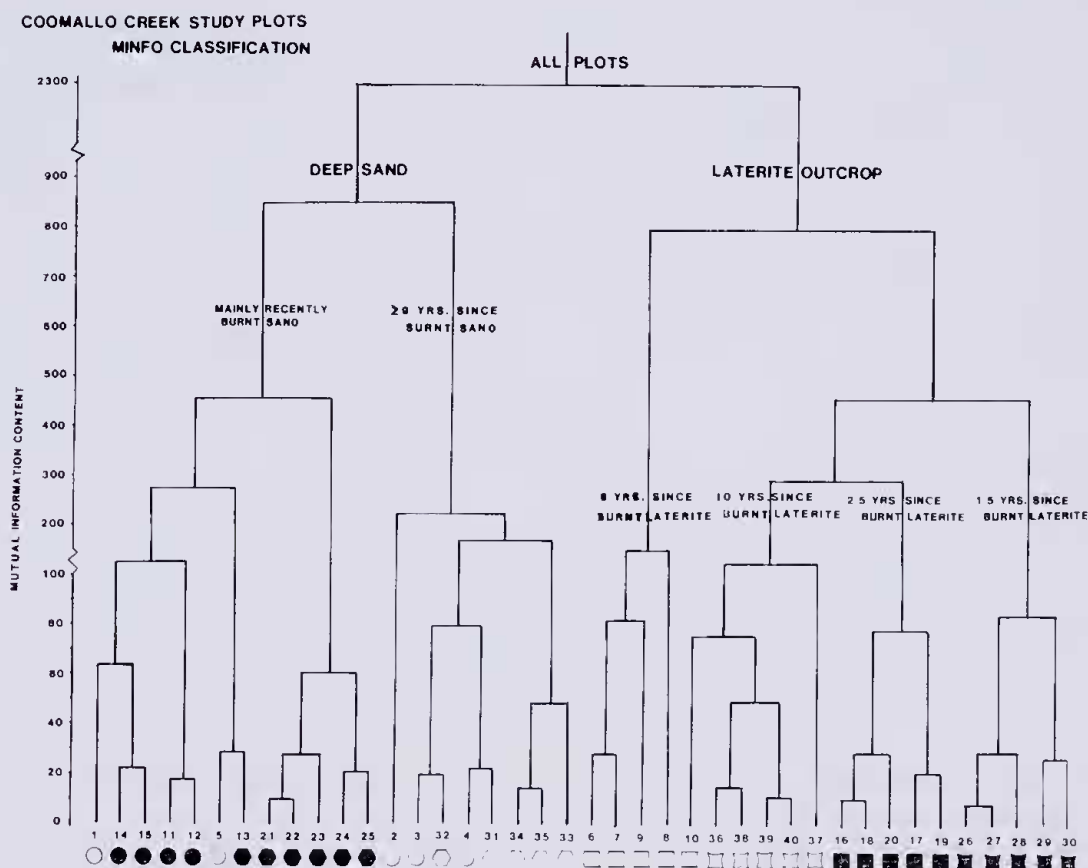 COOMALLO CREEK STUDY PLOTS
MINFO CLASSIFICATION
ALL PLOTS
2300
DEEP SAND
LATERITE OUTCROP
900
800
700
MAINLY RECENTLY
BURNT SAND
≥9 YRS. SINCE
BURNT SAND
600
500
400
300
8 YRS. SINCE
BURNT LATERITE
10 YRS. SINCE
BURNT LATERITE
2.5 YRS. SINCE
BURNT LATERITE
1.5 YRS. SINCE
BURNT LATERITE
200
100
80
60
40
20
0
MUTUAL INFORMATION CONTENT
1 14 15 11 12 5 13 21 22 23 24 25 2 3 32 4 31 34 35 33 6 7 9 8 10 36 38 39 40 37 16 18 20 17 19 26 27 28 29 30